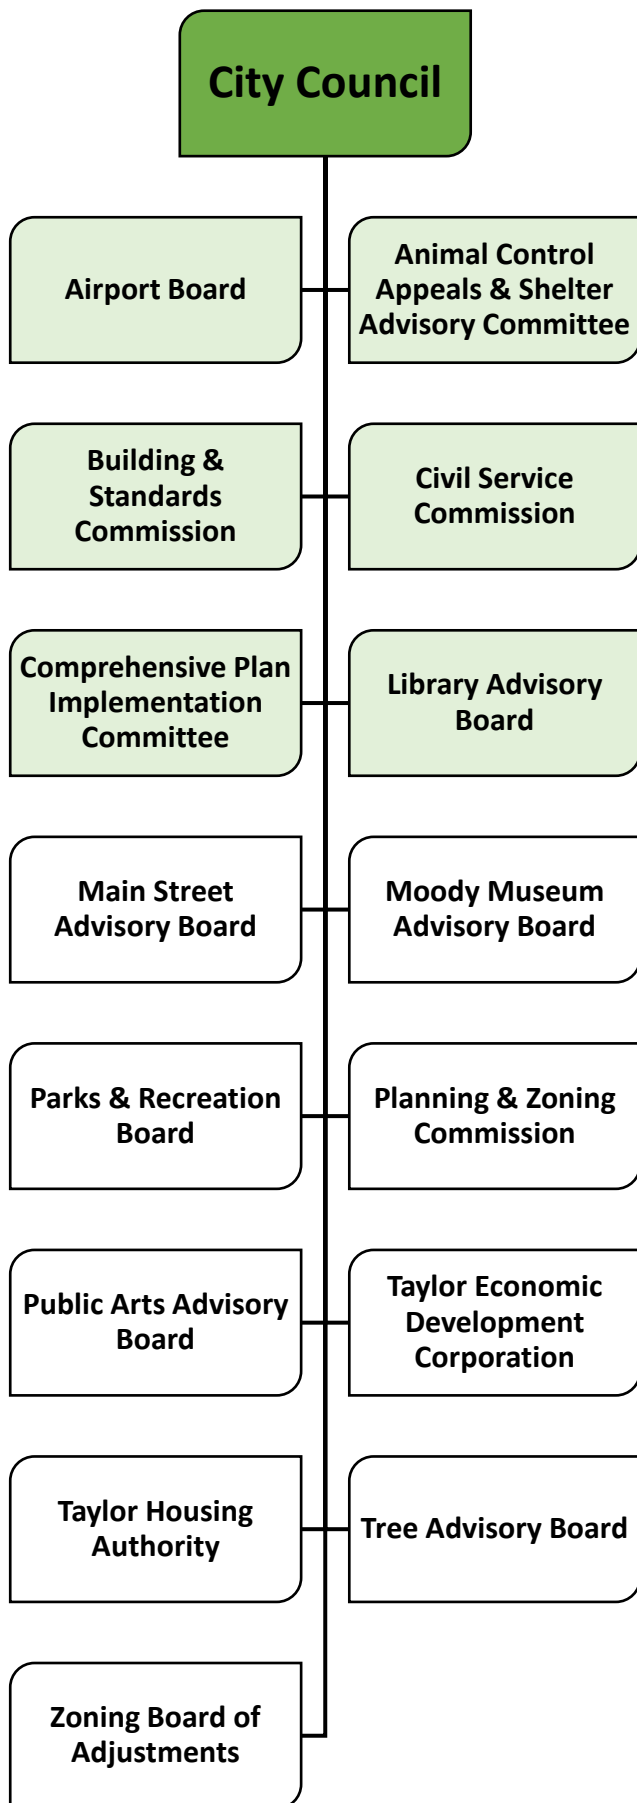 City Council
Airport Board
Animal Control
Appeals & Shelter
Advisory Committee
Building &
Standards
Commission
Civil Service
Commission
Comprehensive Plan
Implementation
Committee
Library Advisory
Board
Main Street
Advisory Board
Moody Museum
Advisory Board
Parks & Recreation
Board
Planning & Zoning
Commission
Public Arts Advisory
Board
Taylor Economic
Development
Corporation
Taylor Housing
Authority
Tree Advisory Board
Zoning Board of
Adjustments